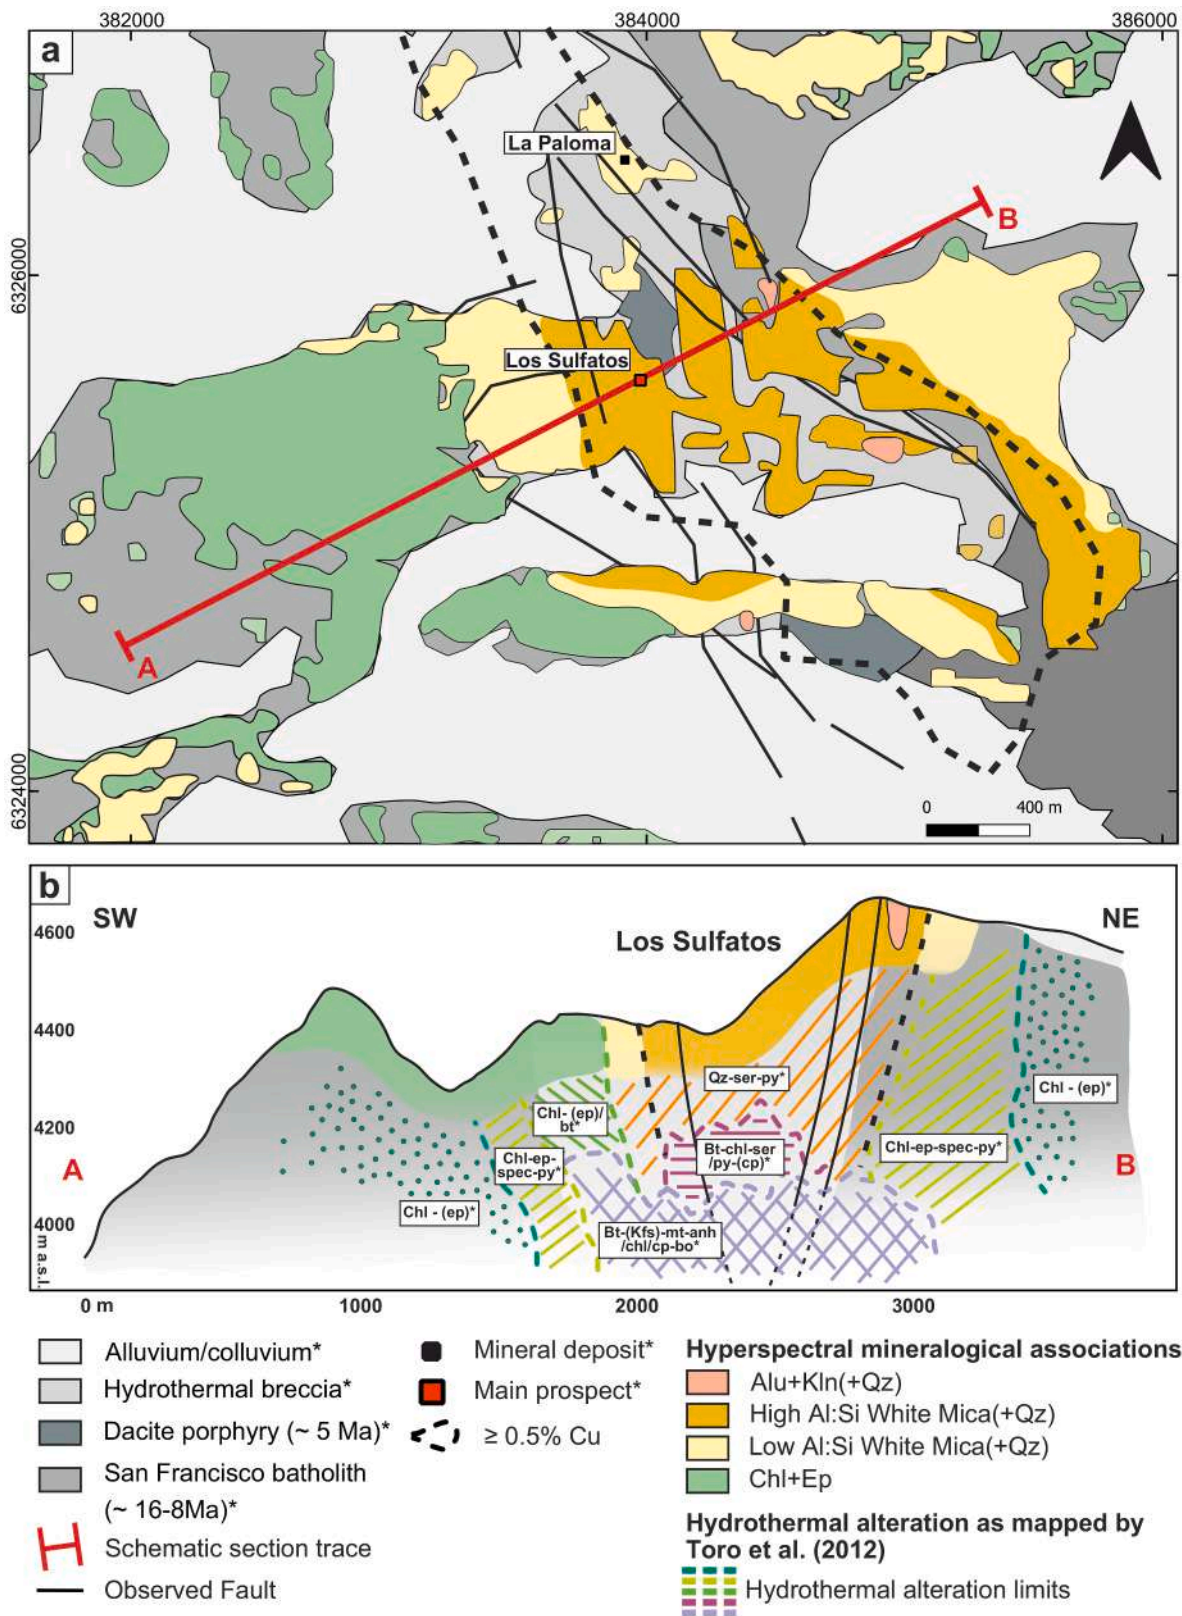 382000 384000 386000
a
La Paloma
B
6326000
Los Sulfatos
A
6324000
0 400 m
b
SW NE
4600
Los Sulfatos
4400
Qz-ser-py*
Chl - (ep)*
Chl- (ep)/
bt*
4200
Bt-chl-ser
/py-(cp)*
Chl-ep-spec-py*
Chl-ep-
spec-py*
A B
Chl - (ep)*
Bt-(Kfs)-mt-anh
/chl/cp-bo*
4000
m a.s.l.
0 m 1000 2000 3000
Alluvium/colluvium*
Hydrothermal breccia*
Dacite porphyry (~ 5 Ma)*
San Francisco batholith
(~ 16-8Ma)*
Schematic section trace
Observed Fault
Mineral deposit*
Main prospect*
≥ 0.5% Cu
Hyperspectral mineralogical associations
Alu+Kln(+Qz)
High Al:Si White Mica(+Qz)
Low Al:Si White Mica(+Qz)
Chl+Ep
Hydrothermal alteration as mapped by
Toro et al. (2012)
Hydrothermal alteration limits